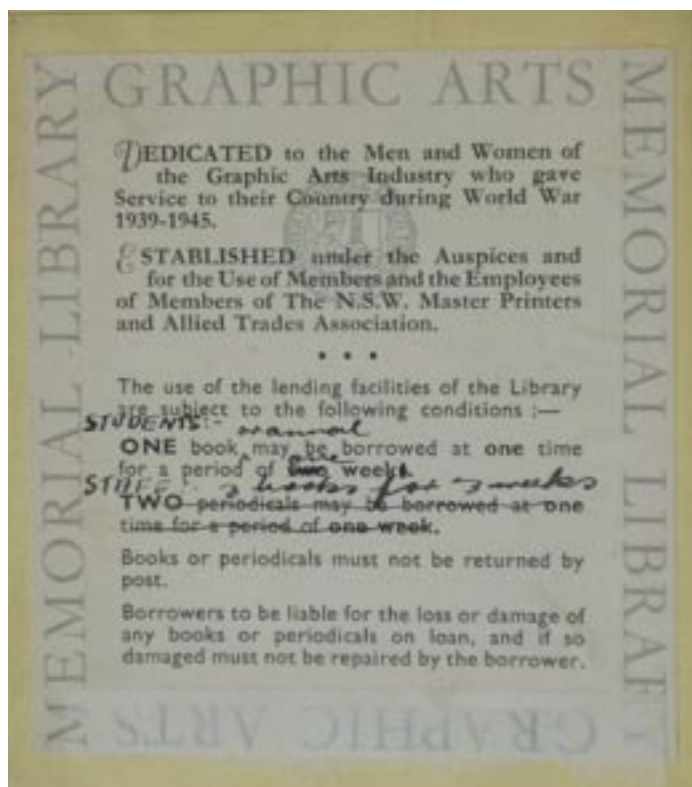 GRAPHIC ARTS
MEMORIAL LIBRARY
MEMORIAL LIBRAR
DEDICATED to the Men and Women of
the Graphic Arts Industry who gave
Service to their Country during World War
1939-1945.
ESTABLISHED under the Auspices and
for the Use of Members and the Employees
of Members of The N.S.W. Master Printers
and Allied Trades Association.
• • •
The use of the lending facilities of the Library
are subject to the following conditions :—
STUDENTS:- manual
ONE book may be borrowed at one time
for a period of two weeks.
STAFF: 3 books for 3 weeks
TWO periodicals may be borrowed at one
time for a period of one week.
Books or periodicals must not be returned by
post.
Borrowers to be liable for the loss or damage of
any books or periodicals on loan, and if so
damaged must not be repaired by the borrower.
GRAPHIC ARTS